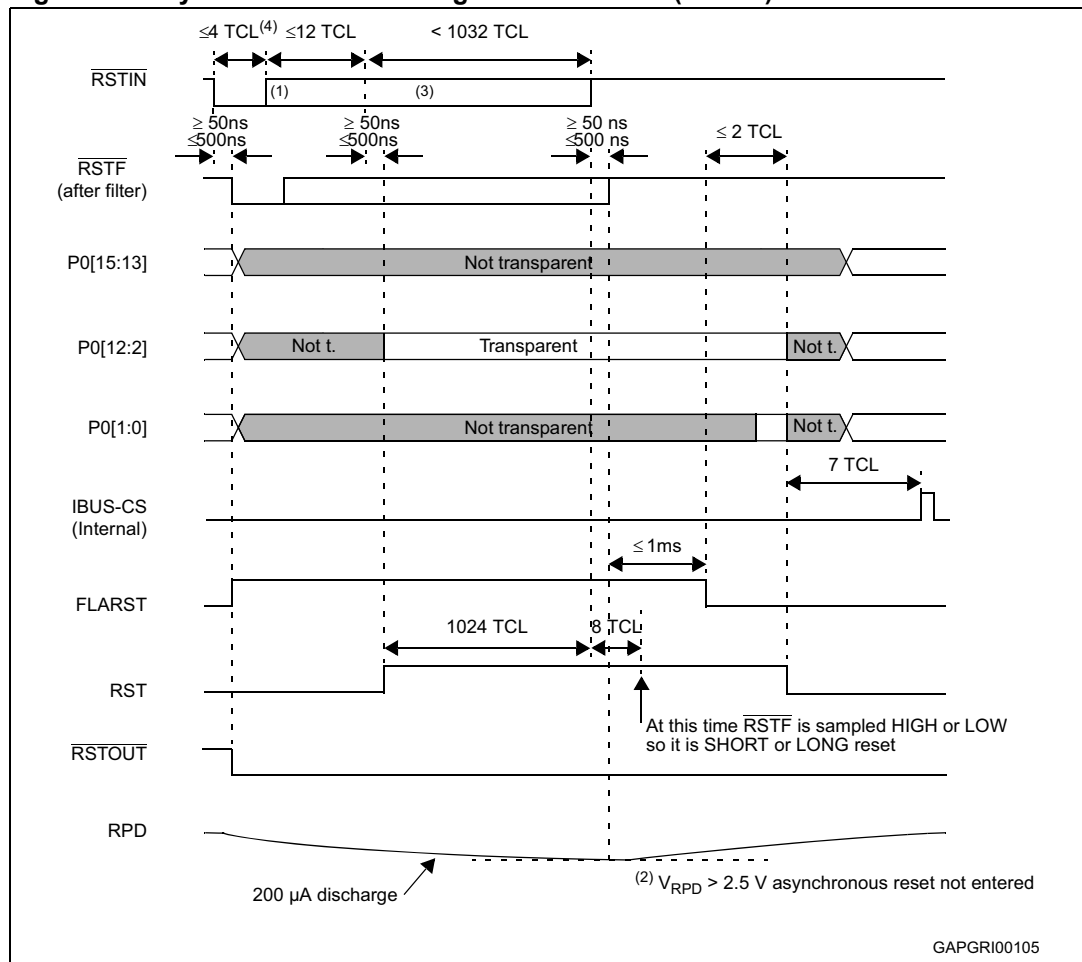 ≤4 TCL(4) ≤12 TCL < 1032 TCL
RSTIN
(1) (3)
≥ 50ns ≥ 50ns ≥ 50 ns
≤500ns ≤500ns ≤500 ns
≤ 2 TCL
RSTF
(after filter)
P0[15:13] Not transparent
P0[12:2] Not t. Transparent Not t.
P0[1:0] Not transparent Not t.
7 TCL
IBUS-CS
(Internal)
≤ 1ms
FLARST
1024 TCL 8 TCL
RST
At this time RSTF is sampled HIGH or LOW
so it is SHORT or LONG reset
RSTOUT
RPD
200 µA discharge
(2) VRPD > 2.5 V asynchronous reset not entered
GAPGRI00105